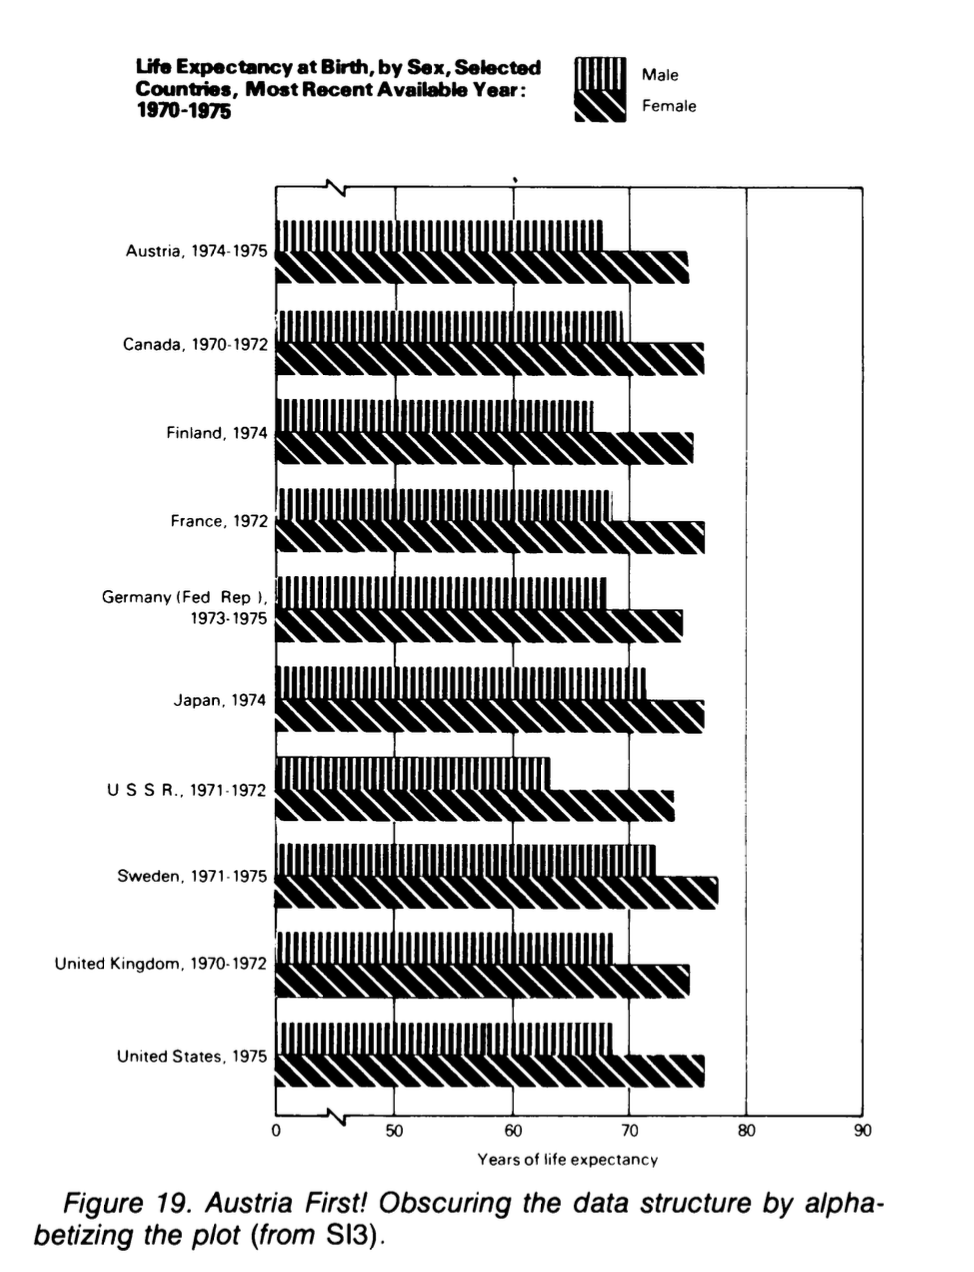 Life Expectancy at Birth, by Sex, Selected
Countries, Most Recent Available Year:
1970-1975
Male
Female
Austria, 1974-1975
Canada, 1970-1972
Finland, 1974
France, 1972
Germany (Fed Rep ),
1973-1975
Japan, 1974
U S S R., 1971-1972
Sweden, 1971-1975
United Kingdom, 1970-1972
United States, 1975
0 50 60 70 80 90
Years of life expectancy
Figure 19. Austria First! Obscuring the data structure by alpha-
betizing the plot (from SI3).